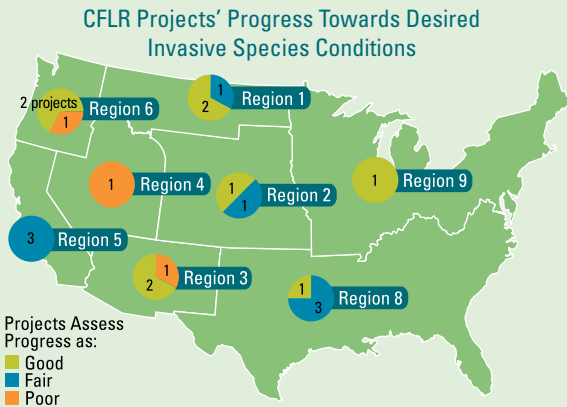 CFLR Projects' Progress Towards Desired
Invasive Species Conditions
2 projects
1
Region 6
1
2
Region 1
1
Region 4
1
1
Region 2
1
Region 9
3
Region 5
1
2
Region 3
1
3
Region 8
Projects Assess
Progress as:
Good
Fair
Poor